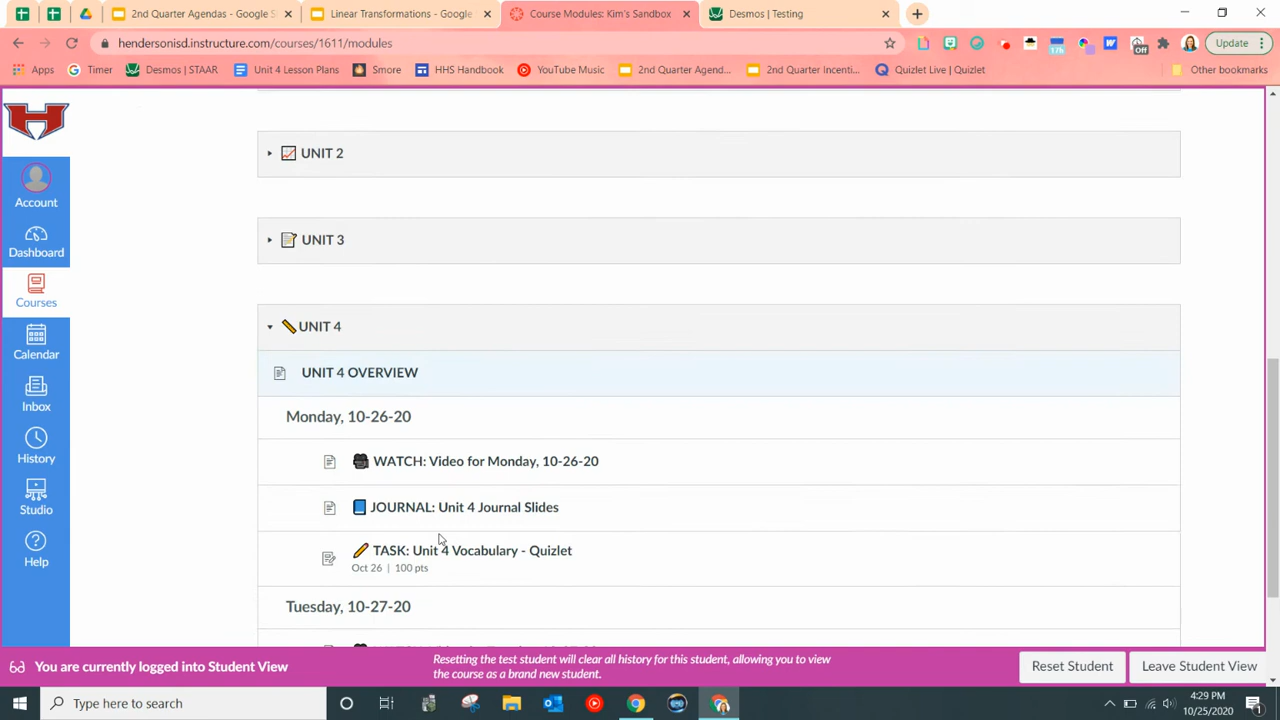 2nd Quarter Agendas - Google S
Linear Transformations - Google
Course Modules: Kim's Sandbox
Desmos | Testing
hendersonisd.instructure.com/courses/1611/modules
17h
Off
Update
Apps
Timer
Desmos | STAAR
Unit 4 Lesson Plans
Smore
HHS Handbook
YouTube Music
2nd Quarter Agend...
2nd Quarter Incenti...
Quizlet Live | Quizlet
Other bookmarks
Account
Dashboard
Courses
Calendar
Inbox
History
Studio
Help
UNIT 2
UNIT 3
UNIT 4
UNIT 4 OVERVIEW
Monday, 10-26-20
WATCH: Video for Monday, 10-26-20
JOURNAL: Unit 4 Journal Slides
TASK: Unit 4 Vocabulary - Quizlet
Oct 26 | 100 pts
Tuesday, 10-27-20
You are currently logged into Student View
Resetting the test student will clear all history for this student, allowing you to view
the course as a brand new student.
Reset Student
Leave Student View
Type here to search
4:29 PM
10/25/2020